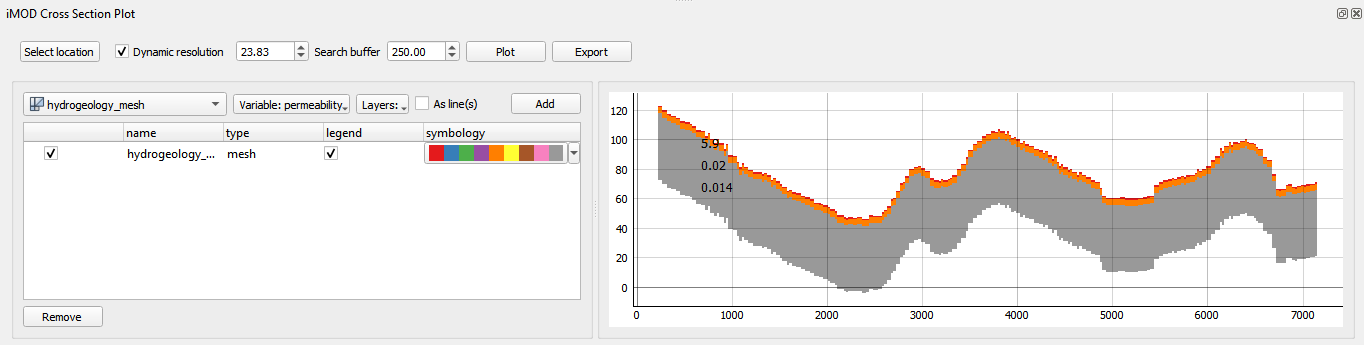 iMOD Cross Section Plot
Select location Dynamic resolution 23.83 Search buffer 250.00 Plot Export
hydrogeology_mesh Variable: permeability Layers: As line(s) Add
name type legend symbology
hydrogeology_... mesh
Remove
120
100
80
60
40
20
0
5.9
0.02
0.014
0 1000 2000 3000 4000 5000 6000 7000